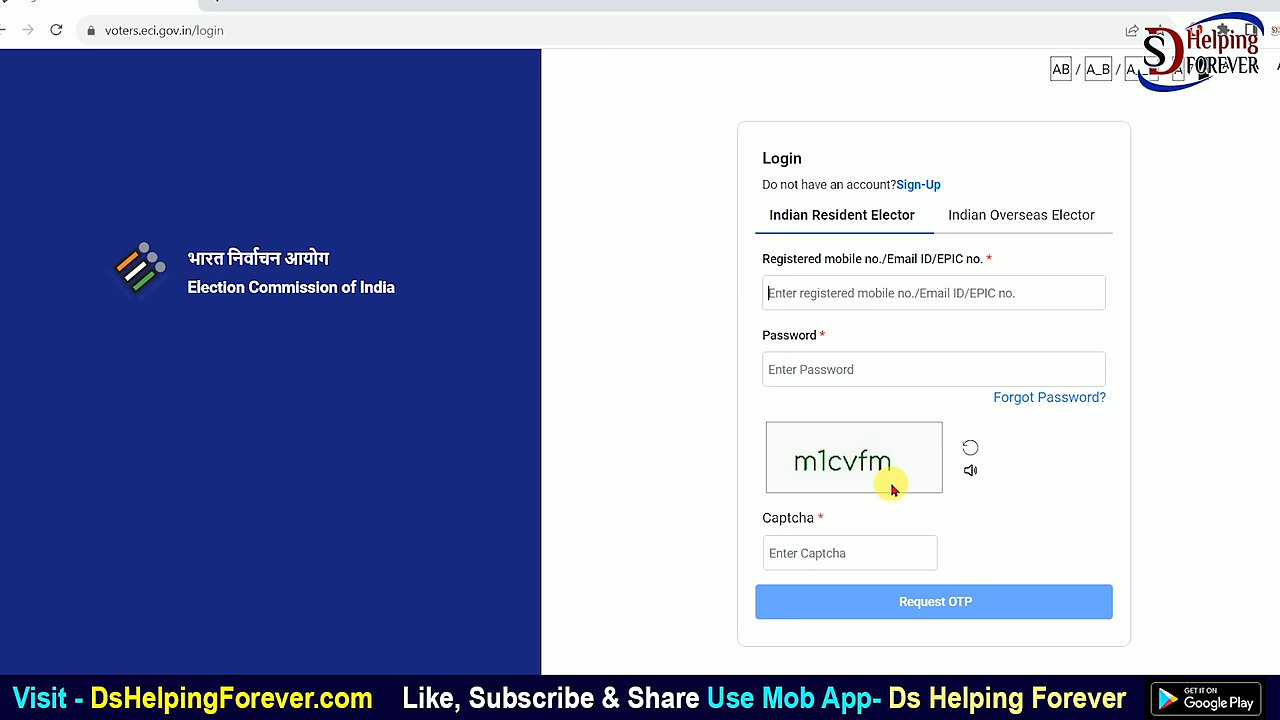 voters.eci.gov.in/login
SD Helping
FOREVER
AB / A_B / A_
Login
Do not have an account?Sign-Up
Indian Resident Elector Indian Overseas Elector
Registered mobile no./Email ID/EPIC no. *
Enter registered mobile no./Email ID/EPIC no.
Password *
Enter Password
Forgot Password?
भारत निर्वाचन आयोग
Election Commission of India
m1cvfm
Captcha *
Enter Captcha
Request OTP
Visit - DsHelpingForever.com Like, Subscribe & Share Use Mob App- Ds Helping Forever
GET IT ON
Google Play